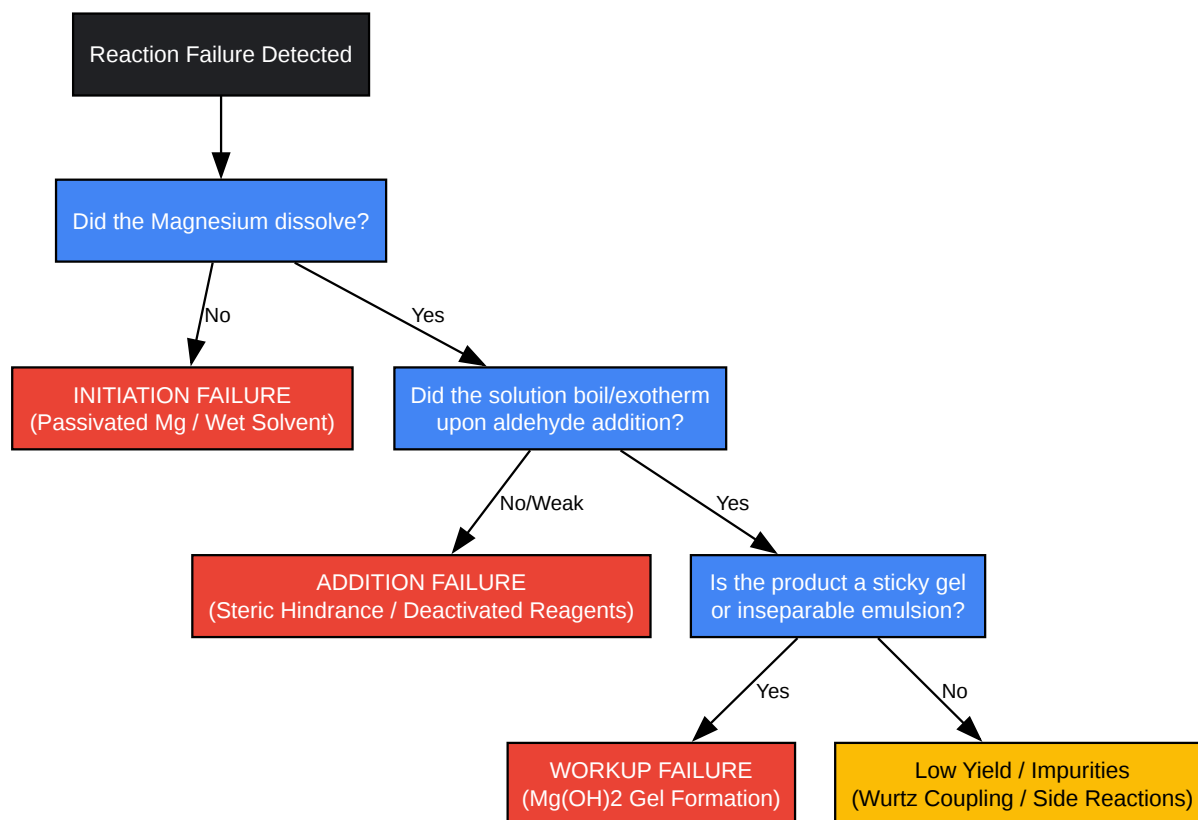 Reaction Failure Detected
Did the Magnesium dissolve?
No
Yes
INITIATION FAILURE
(Passivated Mg / Wet Solvent)
Did the solution boil/exotherm
upon aldehyde addition?
No/Weak
Yes
ADDITION FAILURE
(Steric Hindrance / Deactivated Reagents)
Is the product a sticky gel
or inseparable emulsion?
Yes
No
WORKUP FAILURE
(Mg(OH)2 Gel Formation)
Low Yield / Impurities
(Wurtz Coupling / Side Reactions)